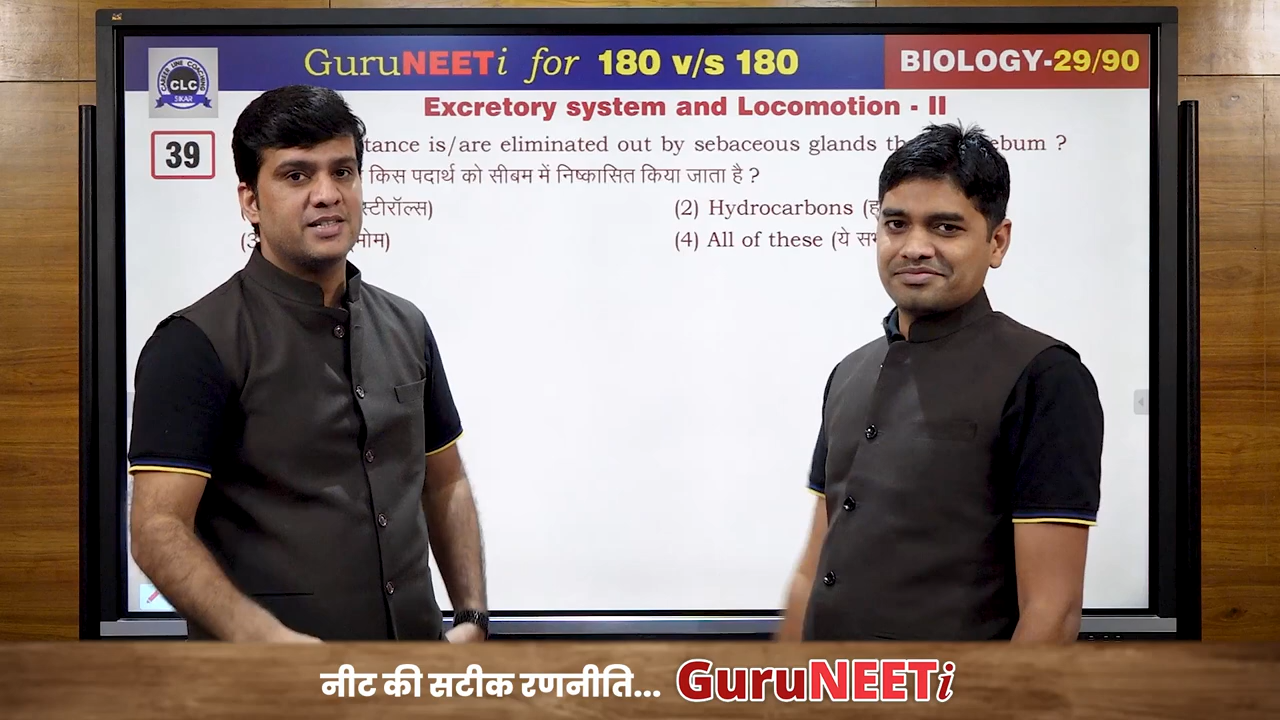 GuruNEETi for 180 v/s 180
BIOLOGY-29/90
CAREER LINE COACHING
CLC
SIKAR
Excretory system and Locomotion - II
39
tance is/are eliminated out by sebaceous glands th ebum ?
किस पदार्थ को सीबम में निष्कासित किया जाता है ?
स्टीरॉल्स)
(2) Hydrocarbons (ह
(3 मोम)
(4) All of these (ये सभ
नीट की सटीक रणनीति... GuruNEETi